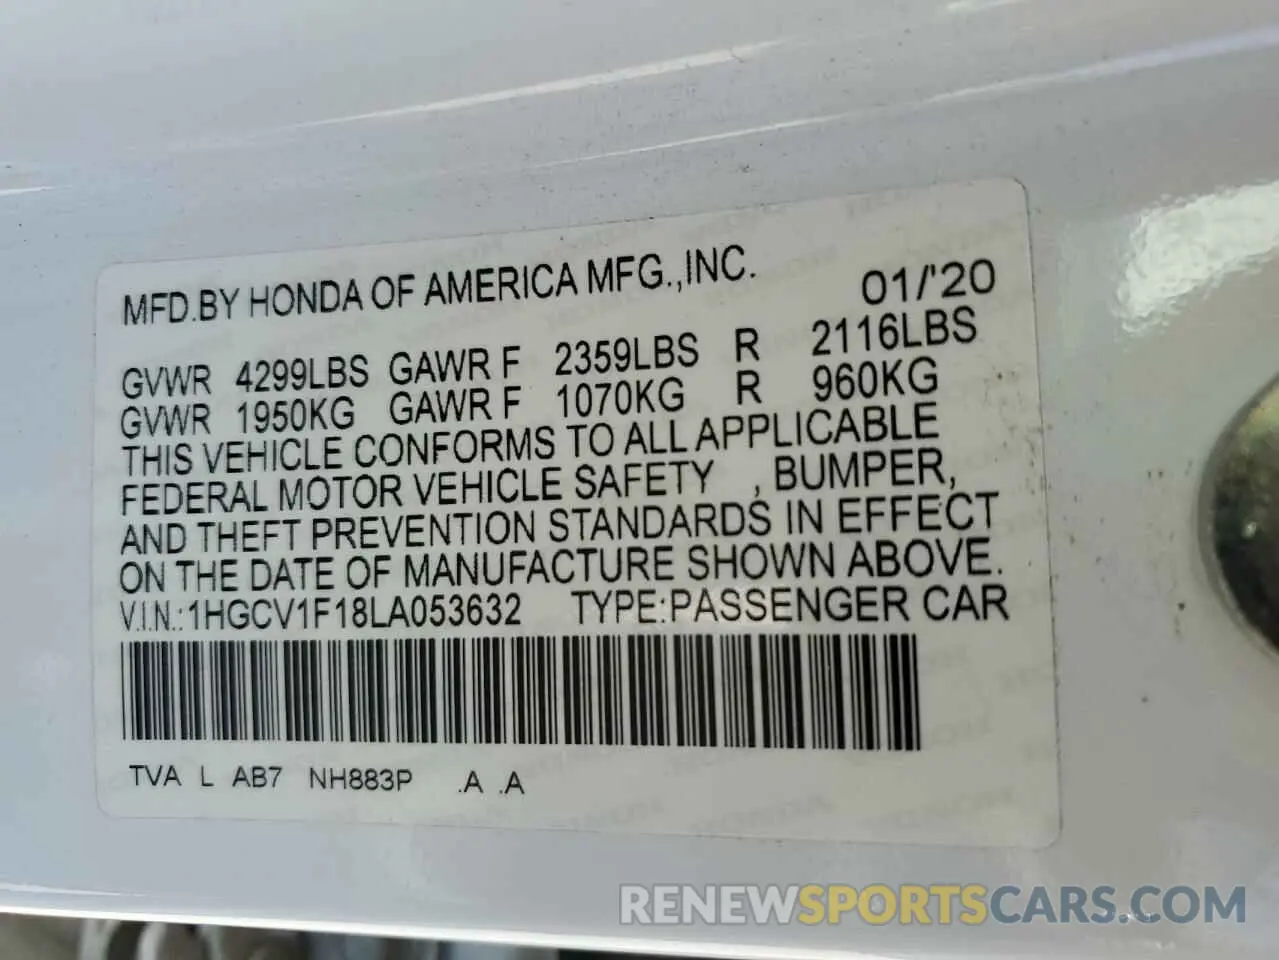 MFD.BY HONDA OF AMERICA MFG.,INC. 01/'20
GVWR 4299LBS GAWR F 2359LBS R 2116LBS
GVWR 1950KG GAWR F 1070KG R 960KG
THIS VEHICLE CONFORMS TO ALL APPLICABLE
FEDERAL MOTOR VEHICLE SAFETY , BUMPER,
AND THEFT PREVENTION STANDARDS IN EFFECT
ON THE DATE OF MANUFACTURE SHOWN ABOVE.
V.I.N.:1HGCV1F18LA053632 TYPE:PASSENGER CAR
TVA L AB7 NH883P .A .A
RENEWSPORTSCARS.COM